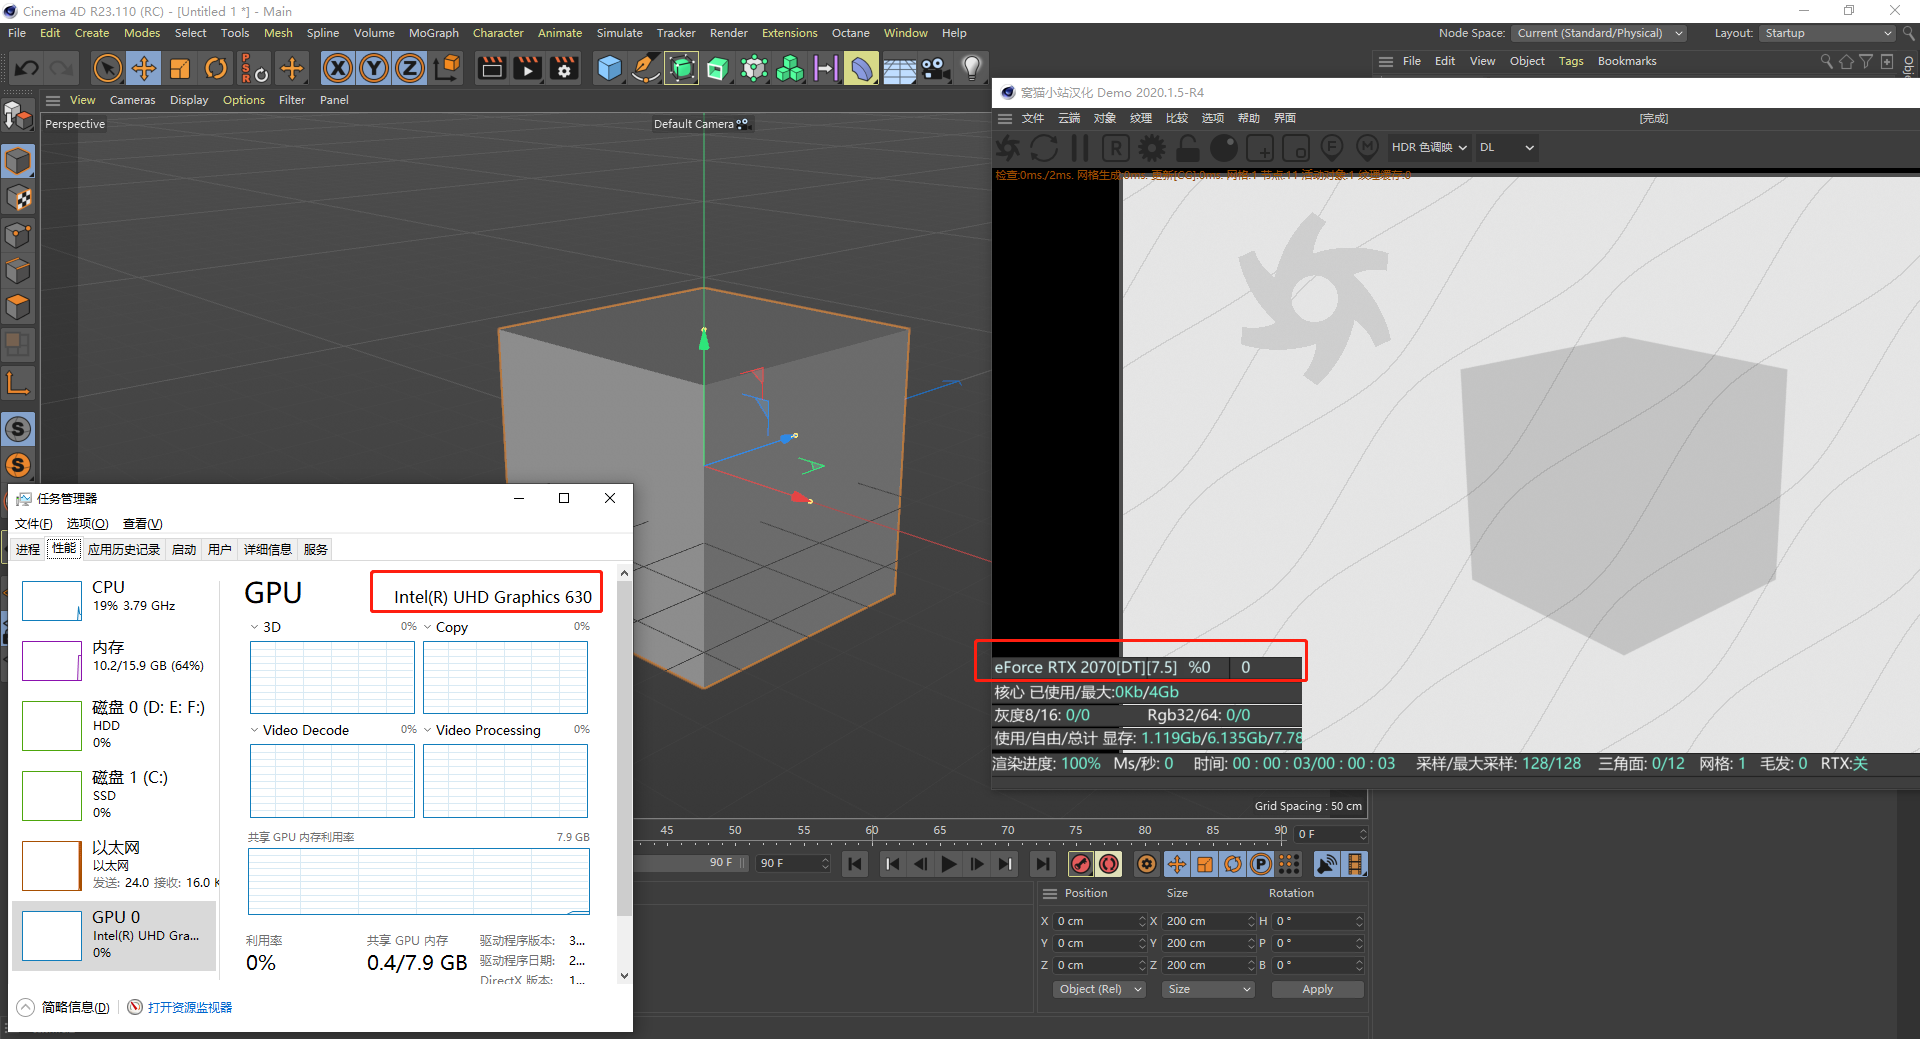 Cinema 4D R23.110 (RC) - [Untitled 1 *] - Main
File Edit Create Modes Select Tools Mesh Spline Volume MoGraph Character Animate Simulate Tracker Render Extensions Octane Window Help
Node Space: Current (Standard/Physical) Layout: Startup
P S R
X Y Z
File Edit View Object Tags Bookmarks
View Cameras Display Options Filter Panel
Perspective
Default Camera
窝猫小站汉化 Demo 2020.1.5-R4
文件 云端 对象 纹理 比较 选项 帮助 界面 [完成]
R F M HDR 色调映 DL
任务管理器
文件(F) 选项(O) 查看(V)
进程 性能 应用历史记录 启动 用户 详细信息 服务
CPU
19% 3.79 GHz
内存
10.2/15.9 GB (64%)
磁盘 0 (D: E: F:)
HDD
0%
磁盘 1 (C:)
SSD
0%
以太网
以太网
发送: 24.0 接收: 16.0 K
GPU 0
Intel(R) UHD Gra...
0%
GPU Intel(R) UHD Graphics 630
3D 0% Copy 0%
Video Decode 0% Video Processing 0%
共享 GPU 内存利用率 7.9 GB
利用率
0%
共享 GPU 内存
0.4/7.9 GB
驱动程序版本: 3...
驱动程序日期: 2...
DirectX 版本: 1...
简略信息(D) 打开资源监视器
eForce RTX 2070[DT][7.5] %0 0
核心 已使用/最大:0Kb/4Gb
灰度8/16: 0/0 Rgb32/64: 0/0
使用/自由/总计 显存: 1.119Gb/6.135Gb/7.78
渲染进度: 100% Ms/秒: 0 时间: 00 : 00 : 03/00 : 00 : 03 采样/最大采样: 128/128 三角面: 0/12 网格: 1 毛发: 0 RTX:关
Grid Spacing : 50 cm
45 50 55 60 65 70 75 80 85 90 0 F
90 F 90 F
Position Size Rotation
X 0 cm X 200 cm H 0 °
Y 0 cm Y 200 cm P 0 °
Z 0 cm Z 200 cm B 0 °
Object (Rel) Size Apply